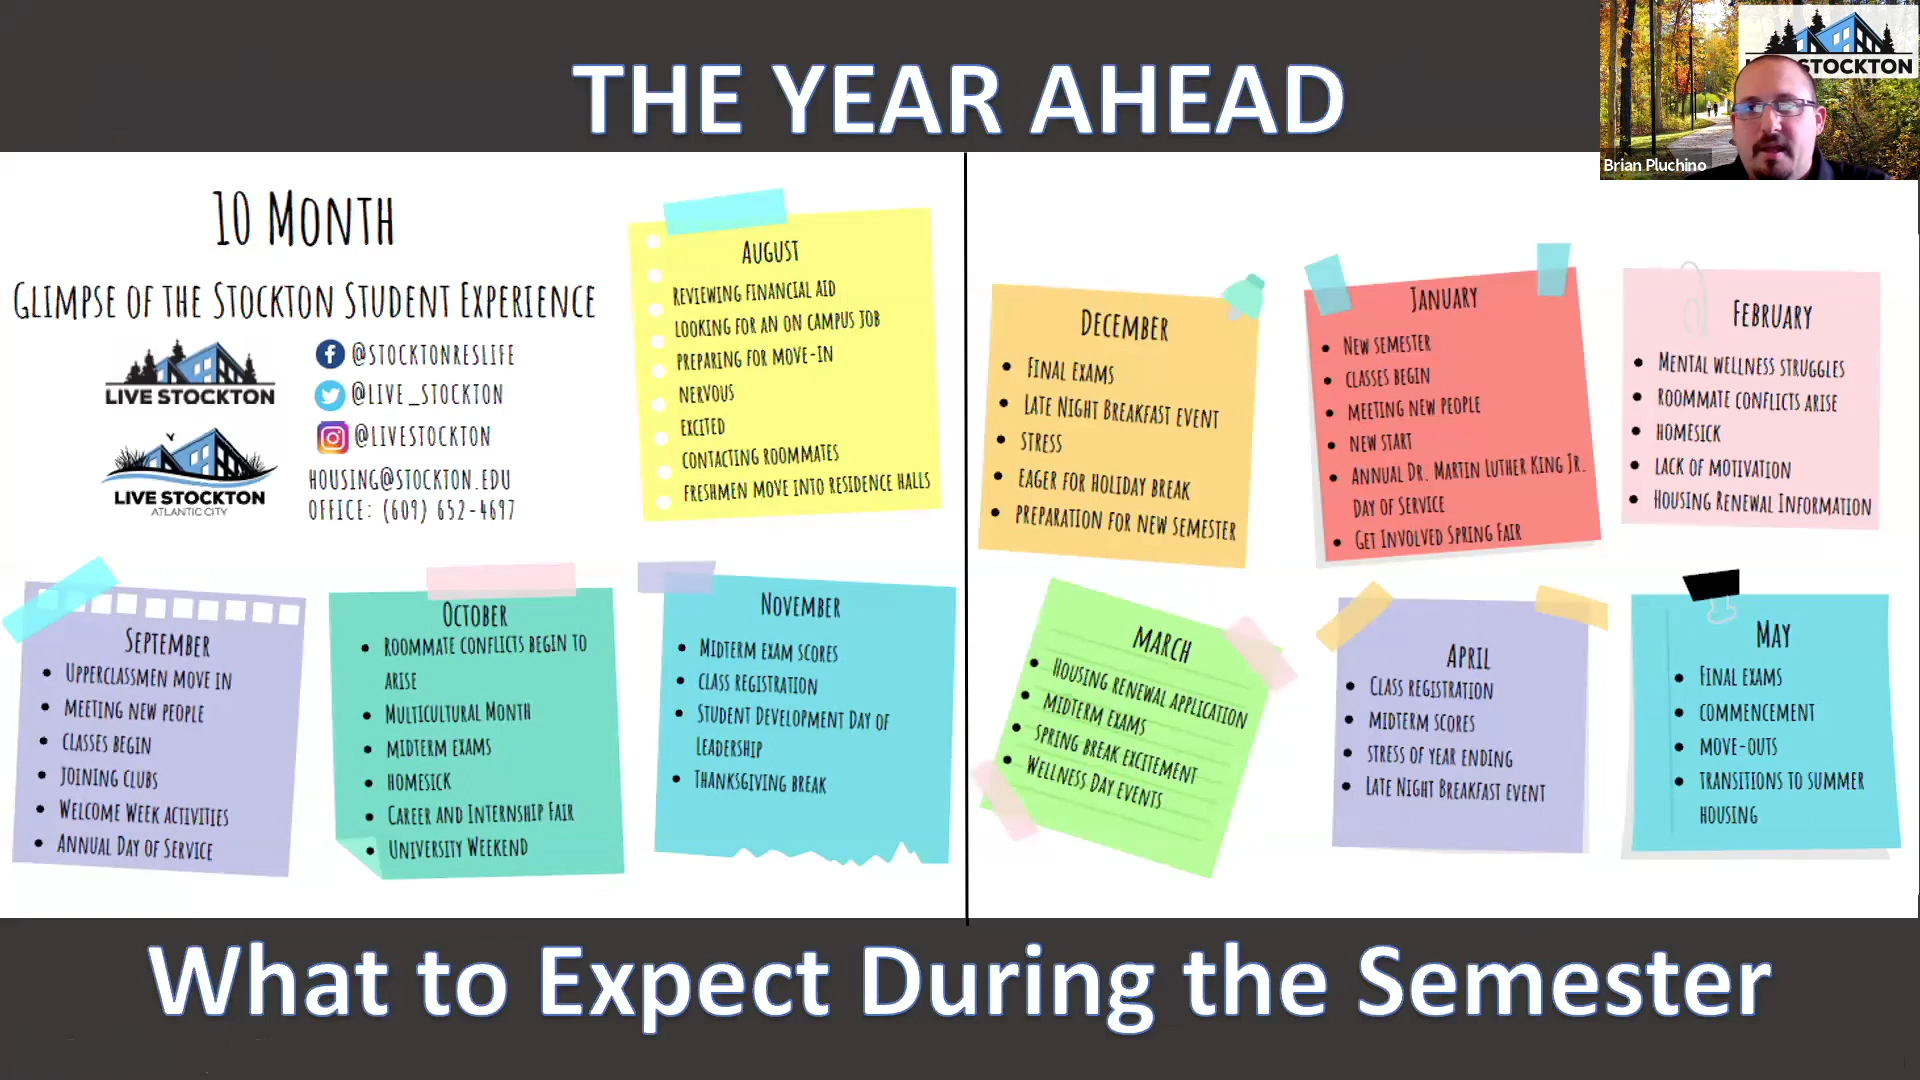 THE YEAR AHEAD
STOCKTON
Brian Pluchino
10 MONTH
GLIMPSE OF THE STOCKTON STUDENT EXPERIENCE
LIVE STOCKTON
@STOCKTONRESLIFE
@LIVE_STOCKTON
@LIVESTOCKTON
LIVE STOCKTON
ATLANTIC CITY
HOUSING@STOCKTON.EDU
OFFICE: (609) 652-4697
AUGUST
REVIEWING FINANCIAL AID
LOOKING FOR AN ON CAMPUS JOB
PREPARING FOR MOVE-IN
NERVOUS
EXCITED
CONTACTING ROOMMATES
FRESHMEN MOVE INTO RESIDENCE HALLS
SEPTEMBER
• UPPERCLASSMEN MOVE IN
• MEETING NEW PEOPLE
• CLASSES BEGIN
• JOINING CLUBS
• WELCOME WEEK ACTIVITIES
• ANNUAL DAY OF SERVICE
OCTOBER
• ROOMMATE CONFLICTS BEGIN TO
ARISE
• MULTICULTURAL MONTH
• MIDTERM EXAMS
• HOMESICK
• CAREER AND INTERNSHIP FAIR
• UNIVERSITY WEEKEND
NOVEMBER
• MIDTERM EXAM SCORES
• CLASS REGISTRATION
• STUDENT DEVELOPMENT DAY OF
LEADERSHIP
• THANKSGIVING BREAK
DECEMBER
• FINAL EXAMS
• LATE NIGHT BREAKFAST EVENT
• STRESS
• EAGER FOR HOLIDAY BREAK
• PREPARATION FOR NEW SEMESTER
JANUARY
• NEW SEMESTER
• CLASSES BEGIN
• MEETING NEW PEOPLE
• NEW START
• ANNUAL DR. MARTIN LUTHER KING JR.
DAY OF SERVICE
• GET INVOLVED SPRING FAIR
FEBRUARY
• MENTAL WELLNESS STRUGGLES
• ROOMMATE CONFLICTS ARISE
• HOMESICK
• LACK OF MOTIVATION
• HOUSING RENEWAL INFORMATION
MARCH
• HOUSING RENEWAL APPLICATION
• MIDTERM EXAMS
• SPRING BREAK EXCITEMENT
• WELLNESS DAY EVENTS
APRIL
• CLASS REGISTRATION
• MIDTERM SCORES
• STRESS OF YEAR ENDING
• LATE NIGHT BREAKFAST EVENT
MAY
• FINAL EXAMS
• COMMENCEMENT
• MOVE-OUTS
• TRANSITIONS TO SUMMER
HOUSING
What to Expect During the Semester